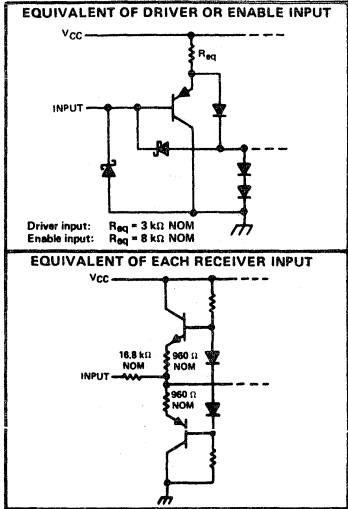 EQUIVALENT OF DRIVER OR ENABLE INPUT
VCC
Req
INPUT
Driver input: Req = 3 kΩ NOM
Enable input: Req = 8 kΩ NOM
EQUIVALENT OF EACH RECEIVER INPUT
VCC
16.8 kΩ
NOM
960 Ω
NOM
INPUT
960 Ω
NOM